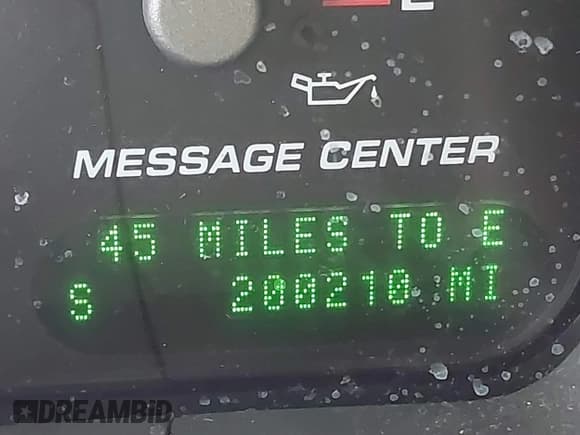 E
MESSAGE CENTER
45 MILES TO E
S 200210 MI
DREAMBID